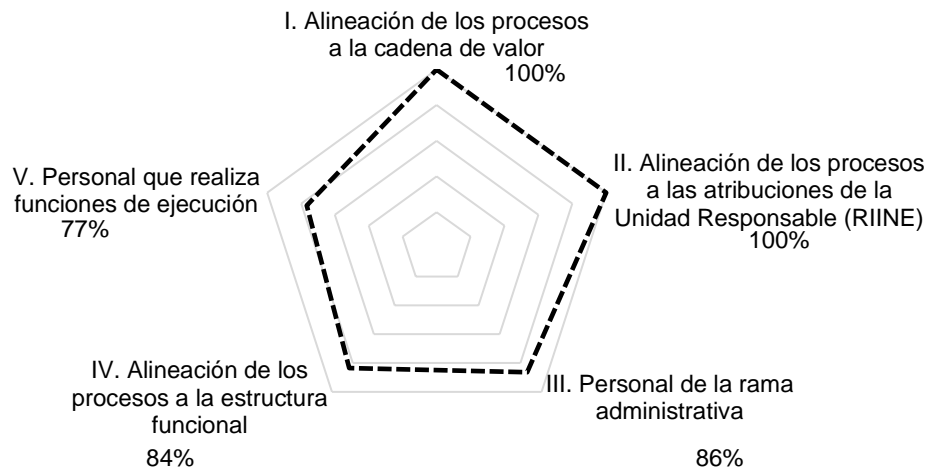 I. Alineación de los procesos
a la cadena de valor
100%
II. Alineación de los procesos
a las atribuciones de la
Unidad Responsable (RIINE)
100%
III. Personal de la rama
administrativa
86%
IV. Alineación de los
procesos a la estructura
funcional
84%
V. Personal que realiza
funciones de ejecución
77%